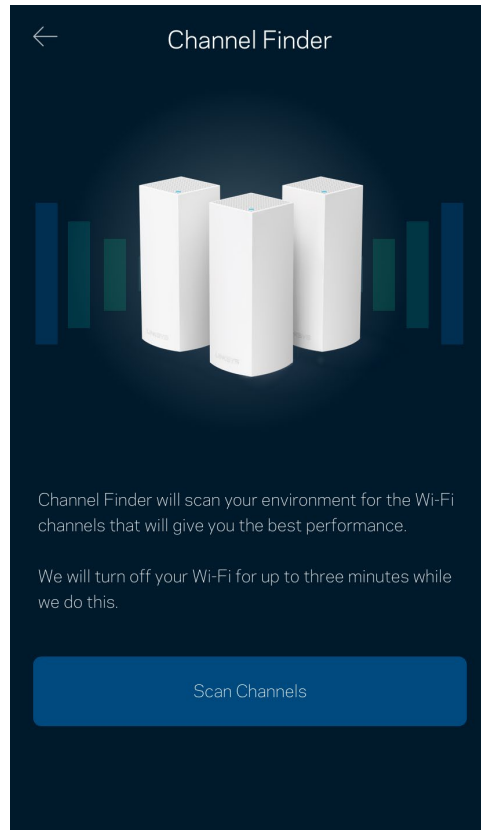 Channel Finder
Channel Finder will scan your environment for the Wi-Fi
channels that will give you the best performance.
We will turn off your Wi-Fi for up to three minutes while
we do this.
Scan Channels